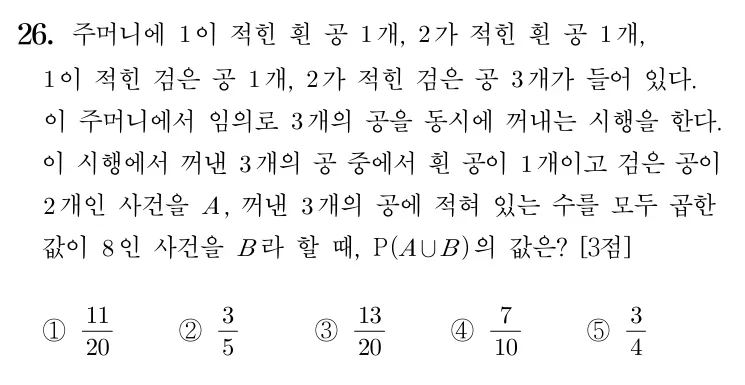 26. 주머니에 1이 적힌 흰 공 1개, 2가 적힌 흰 공 1개,
1이 적힌 검은 공 1개, 2가 적힌 검은 공 3개가 들어 있다.
이 주머니에서 임의로 3개의 공을 동시에 꺼내는 시행을 한다.
이 시행에서 꺼낸 3개의 공 중에서 흰 공이 1개이고 검은 공이
2개인 사건을 A, 꺼낸 3개의 공에 적혀 있는 수를 모두 곱한
값이 8인 사건을 B라 할 때, P(A∪B)의 값은? [3점]
① 11/20 ② 3/5 ③ 13/20 ④ 7/10 ⑤ 3/4